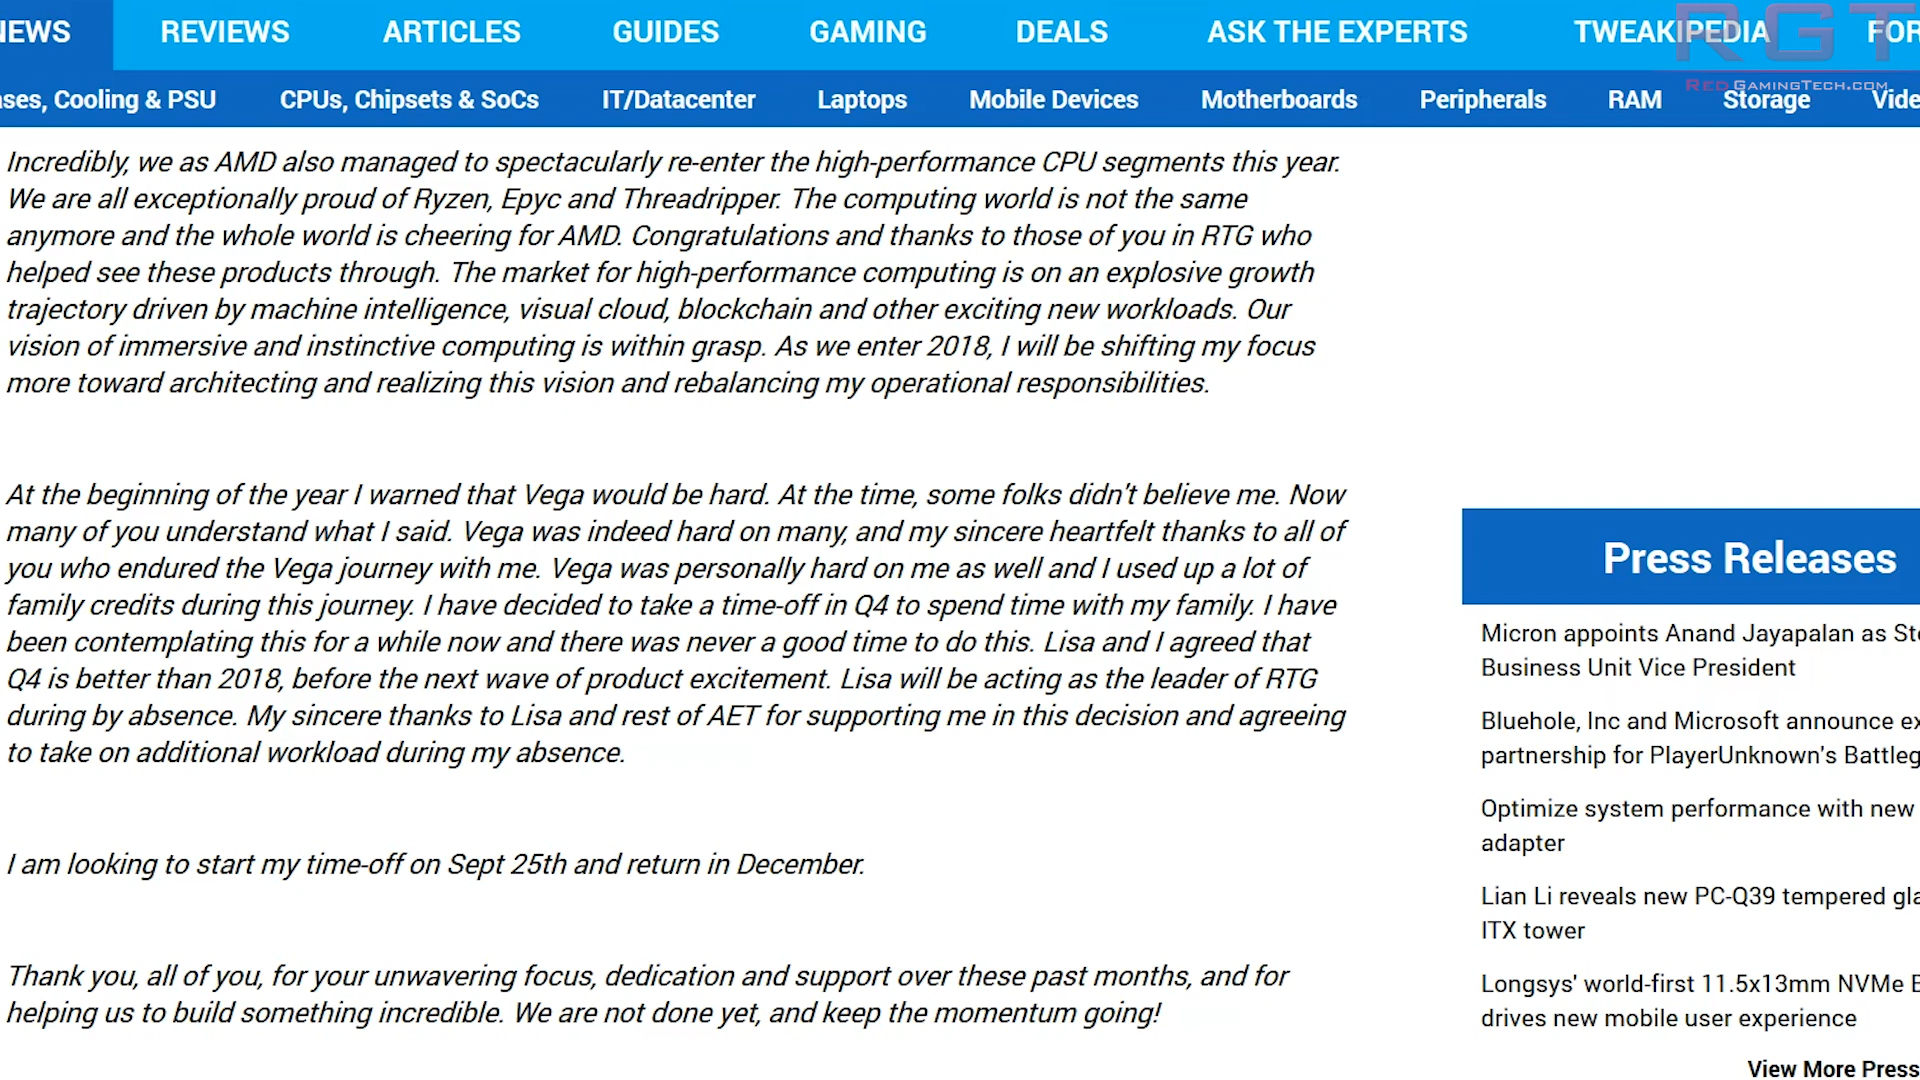 NEWS REVIEWS ARTICLES GUIDES GAMING DEALS ASK THE EXPERTS TWEAKIPEDIA
RGT
RedGamingTech.com
Cooling & PSU CPUs, Chipsets & SoCs IT/Datacenter Laptops Mobile Devices Motherboards Peripherals RAM Storage
Incredibly, we as AMD also managed to spectacularly re-enter the high-performance CPU segments this year.
We are all exceptionally proud of Ryzen, Epyc and Threadripper. The computing world is not the same
anymore and the whole world is cheering for AMD. Congratulations and thanks to those of you in RTG who
helped see these products through. The market for high-performance computing is on an explosive growth
trajectory driven by machine intelligence, visual cloud, blockchain and other exciting new workloads. Our
vision of immersive and instinctive computing is within grasp. As we enter 2018, I will be shifting my focus
more toward architecting and realizing this vision and rebalancing my operational responsibilities.
At the beginning of the year I warned that Vega would be hard. At the time, some folks didn't believe me. Now
many of you understand what I said. Vega was indeed hard on many, and my sincere heartfelt thanks to all of
you who endured the Vega journey with me. Vega was personally hard on me as well and I used up a lot of
family credits during this journey. I have decided to take a time-off in Q4 to spend time with my family. I have
been contemplating this for a while now and there was never a good time to do this. Lisa and I agreed that
Q4 is better than 2018, before the next wave of product excitement. Lisa will be acting as the leader of RTG
during by absence. My sincere thanks to Lisa and rest of AET for supporting me in this decision and agreeing
to take on additional workload during my absence.
I am looking to start my time-off on Sept 25th and return in December.
Thank you, all of you, for your unwavering focus, dedication and support over these past months, and for
helping us to build something incredible. We are not done yet, and keep the momentum going!
Press Releases
Micron appoints Anand Jayapalan as
Business Unit Vice President
Bluehole, Inc and Microsoft announce
partnership for PlayerUnknown's
Optimize system performance with new
adapter
Lian Li reveals new PC-Q39 tempered
ITX tower
Longsys' world-first 11.5x13mm NVMe
drives new mobile user experience
View More Press